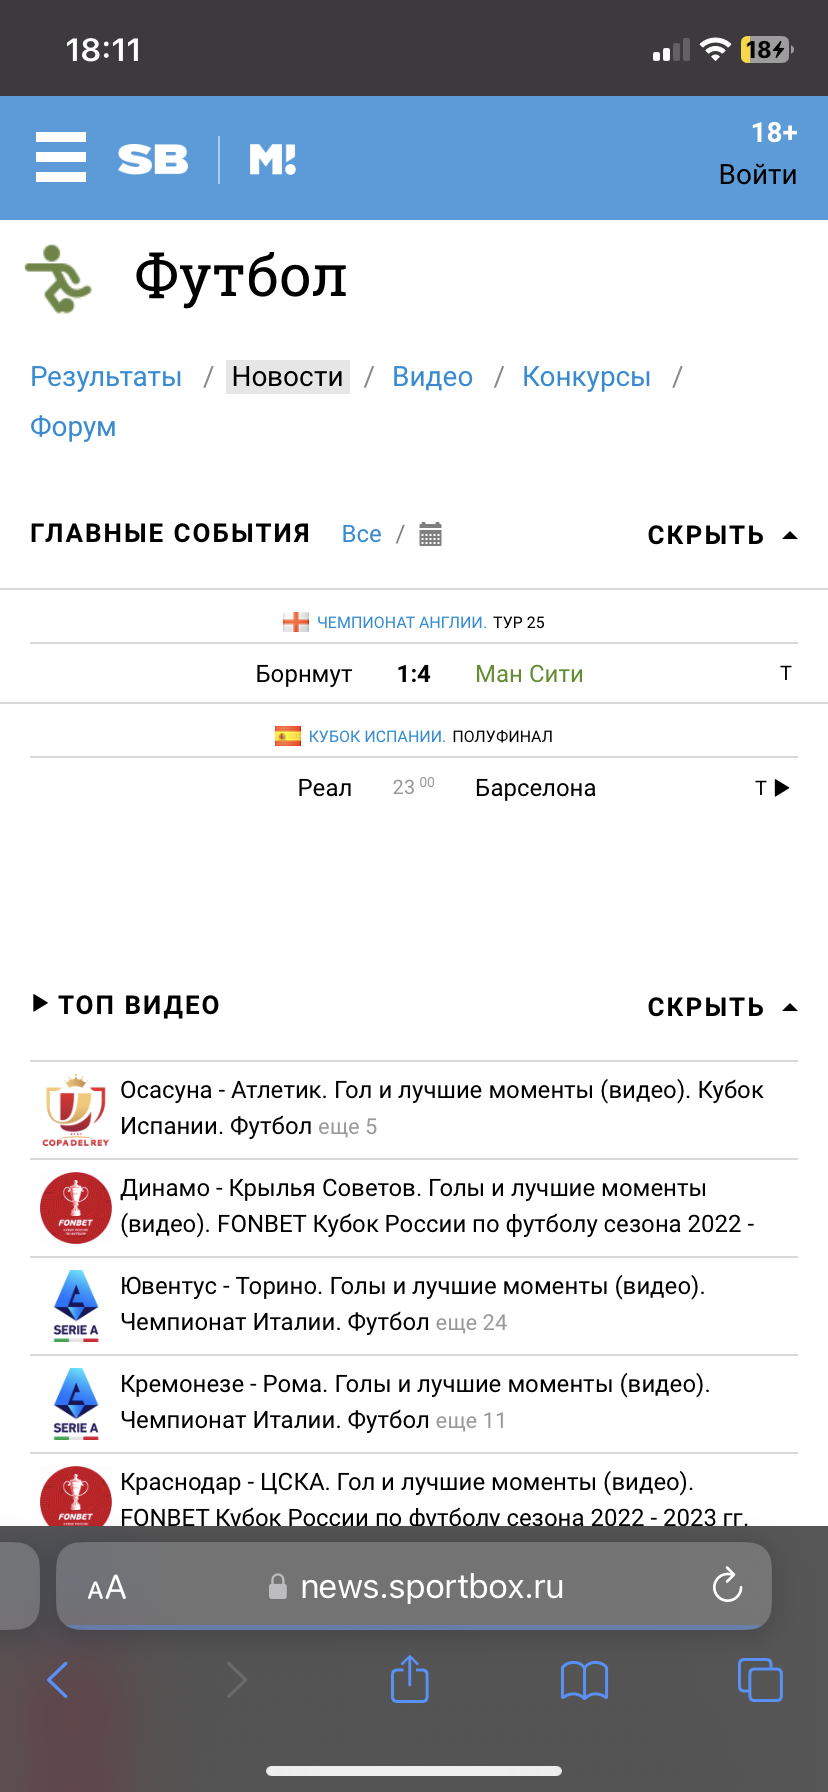 18:11
18
18+
SB M!
Войти
Футбол
Результаты / Новости / Видео / Конкурсы /
Форум
ГЛАВНЫЕ СОБЫТИЯ Все / СКРЫТЬ
ЧЕМПИОНАТ АНГЛИИ. ТУР 25
Борнмут 1:4 Ман Сити Т
КУБОК ИСПАНИИ. ПОЛУФИНАЛ
Реал 23 00 Барселона Т
ТОП ВИДЕО СКРЫТЬ
Осасуна - Атлетик. Гол и лучшие моменты (видео). Кубок
Испании. Футбол еще 5
COPA DEL REY
Динамо - Крылья Советов. Голы и лучшие моменты
(видео). FONBET Кубок России по футболу сезона 2022 -
FONBET
Ювентус - Торино. Голы и лучшие моменты (видео).
Чемпионат Италии. Футбол еще 24
SERIE A
Кремонезе - Рома. Голы и лучшие моменты (видео).
Чемпионат Италии. Футбол еще 11
SERIE A
Краснодар - ЦСКА. Гол и лучшие моменты (видео).
FONBET Кубок России по футболу сезона 2022 - 2023 гг.
FONBET
AA news.sportbox.ru